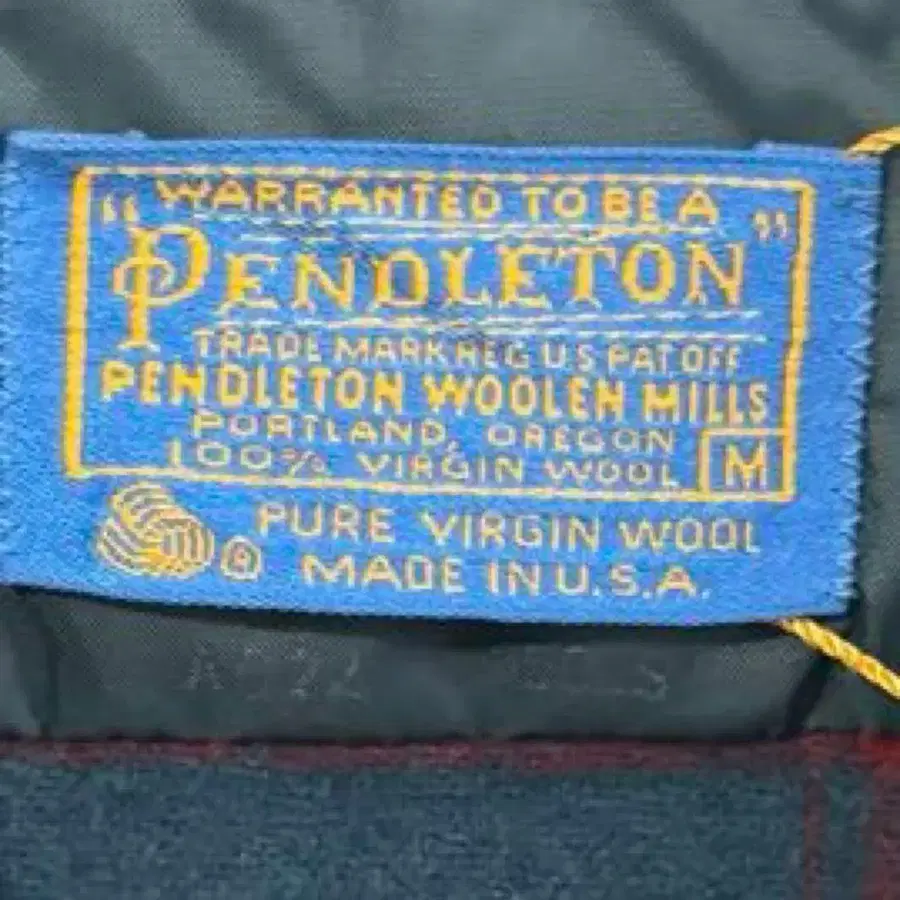 "WARRANTED TO BE A
PENDLETON"
TRADE MARK REG U S PAT OFF
PENDLETON WOOLEN MILLS
PORTLAND, OREGON
100% VIRGIN WOOL M
PURE VIRGIN WOOL
® MADE IN U.S.A.